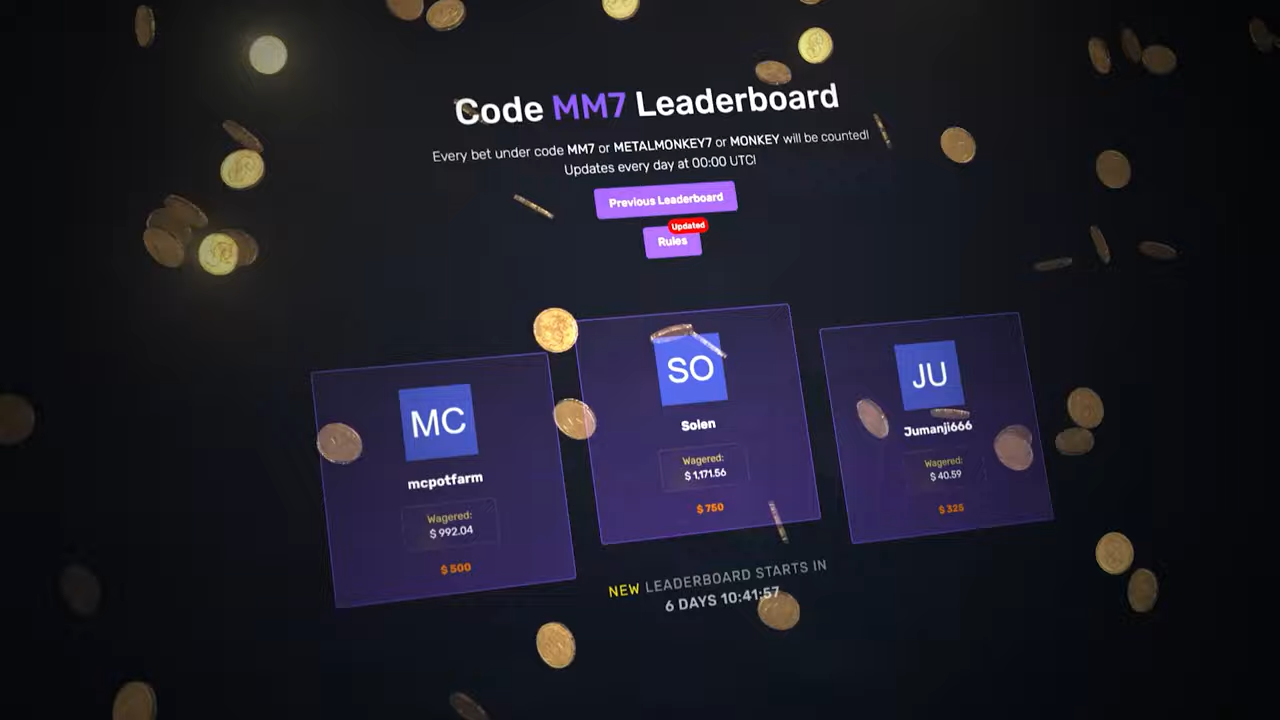 Code MM7 Leaderboard
Every bet under code MM7 or METALMONKEY7 or MONKEY will be counted!
Updates every day at 00:00 UTC!
Previous Leaderboard
Updated
Rules
MC
mcpotfarm
Wagered:
$ 992.04
$ 500
SO
Solen
Wagered:
$ 1,171.56
$ 750
JU
Jumanji666
Wagered:
$ 40.59
$ 325
NEW LEADERBOARD STARTS IN
6 DAYS 10:41:57